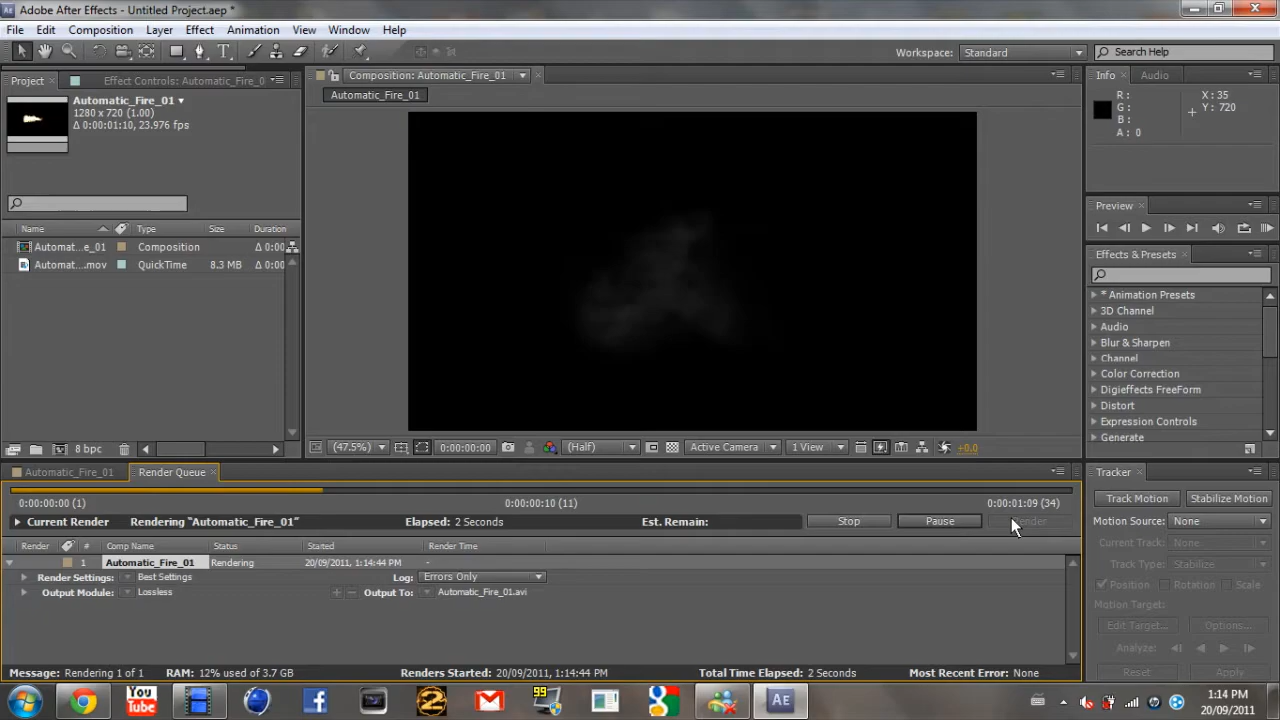 Adobe After Effects - Untitled Project.aep *
File Edit Composition Layer Effect Animation View Window Help
Workspace: Standard Search Help
Project Effect Controls: Automatic_Fire_0
Composition: Automatic_Fire_01
Info Audio
Automatic_Fire_01
1280 x 720 (1.00)
Δ 0:00:01:10, 23.976 fps
Automatic_Fire_01
R :
G :
B :
A : 0
X : 35
Y : 720
Preview
Effects & Presets
* Animation Presets
3D Channel
Audio
Blur & Sharpen
Channel
Color Correction
Digieffects FreeForm
Distort
Expression Controls
Generate
Name Type Size Duration
Automat...e_01 Composition Δ 0:00
Automat....mov QuickTime 8.3 MB Δ 0:00
8 bpc
(47.5%) 0:00:00:00 (Half) Active Camera 1 View +0.0
Automatic_Fire_01 Render Queue
0:00:00:00 (1) 0:00:00:10 (11) 0:00:01:09 (34)
Current Render Rendering "Automatic_Fire_01" Elapsed: 2 Seconds Est. Remain: Stop Pause
Render # Comp Name Status Started Render Time
1 Automatic_Fire_01 Rendering 20/09/2011, 1:14:44 PM -
Render Settings: Best Settings Log: Errors Only
Output Module: Lossless Output To: Automatic_Fire_01.avi
Message: Rendering 1 of 1 RAM: 12% used of 3.7 GB Renders Started: 20/09/2011, 1:14:44 PM Total Time Elapsed: 2 Seconds Most Recent Error: None
Tracker
Track Motion Stabilize Motion
Motion Source: None
Current Track: None
Track Type: Stabilize
Position Rotation Scale
Motion Target:
Edit Target... Options...
Analyze:
Reset Apply
You
Tube
99
2
AE
1:14 PM
20/09/2011